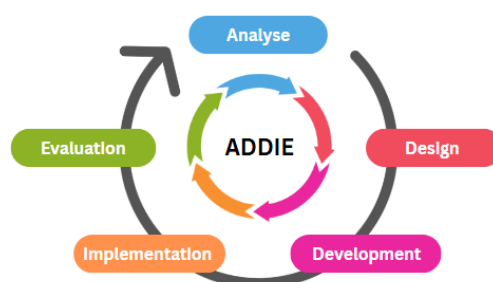 Analyse
ADDIE
Evaluation
Design
Implementation
Development